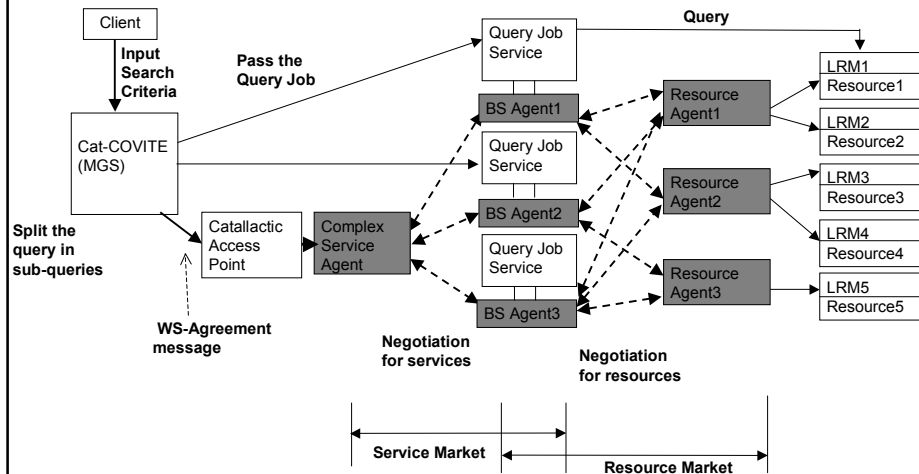 Client
Input
Search
Criteria
Pass the
Query Job
Query Job
Service
Query
LRM1
Resource1
BS Agent1
Resource
Agent1
LRM2
Resource2
Cat-COVITE
(MGS)
Query Job
Service
LRM3
Resource3
Resource
Agent2
BS Agent2
Split the
query in
sub-queries
Catallactic
Access
Point
Complex
Service
Agent
LRM4
Resource4
Query Job
Service
Resource
Agent3
LRM5
Resource5
BS Agent3
WS-Agreement
message
Negotiation
for services
Negotiation
for resources
Service Market
Resource Market